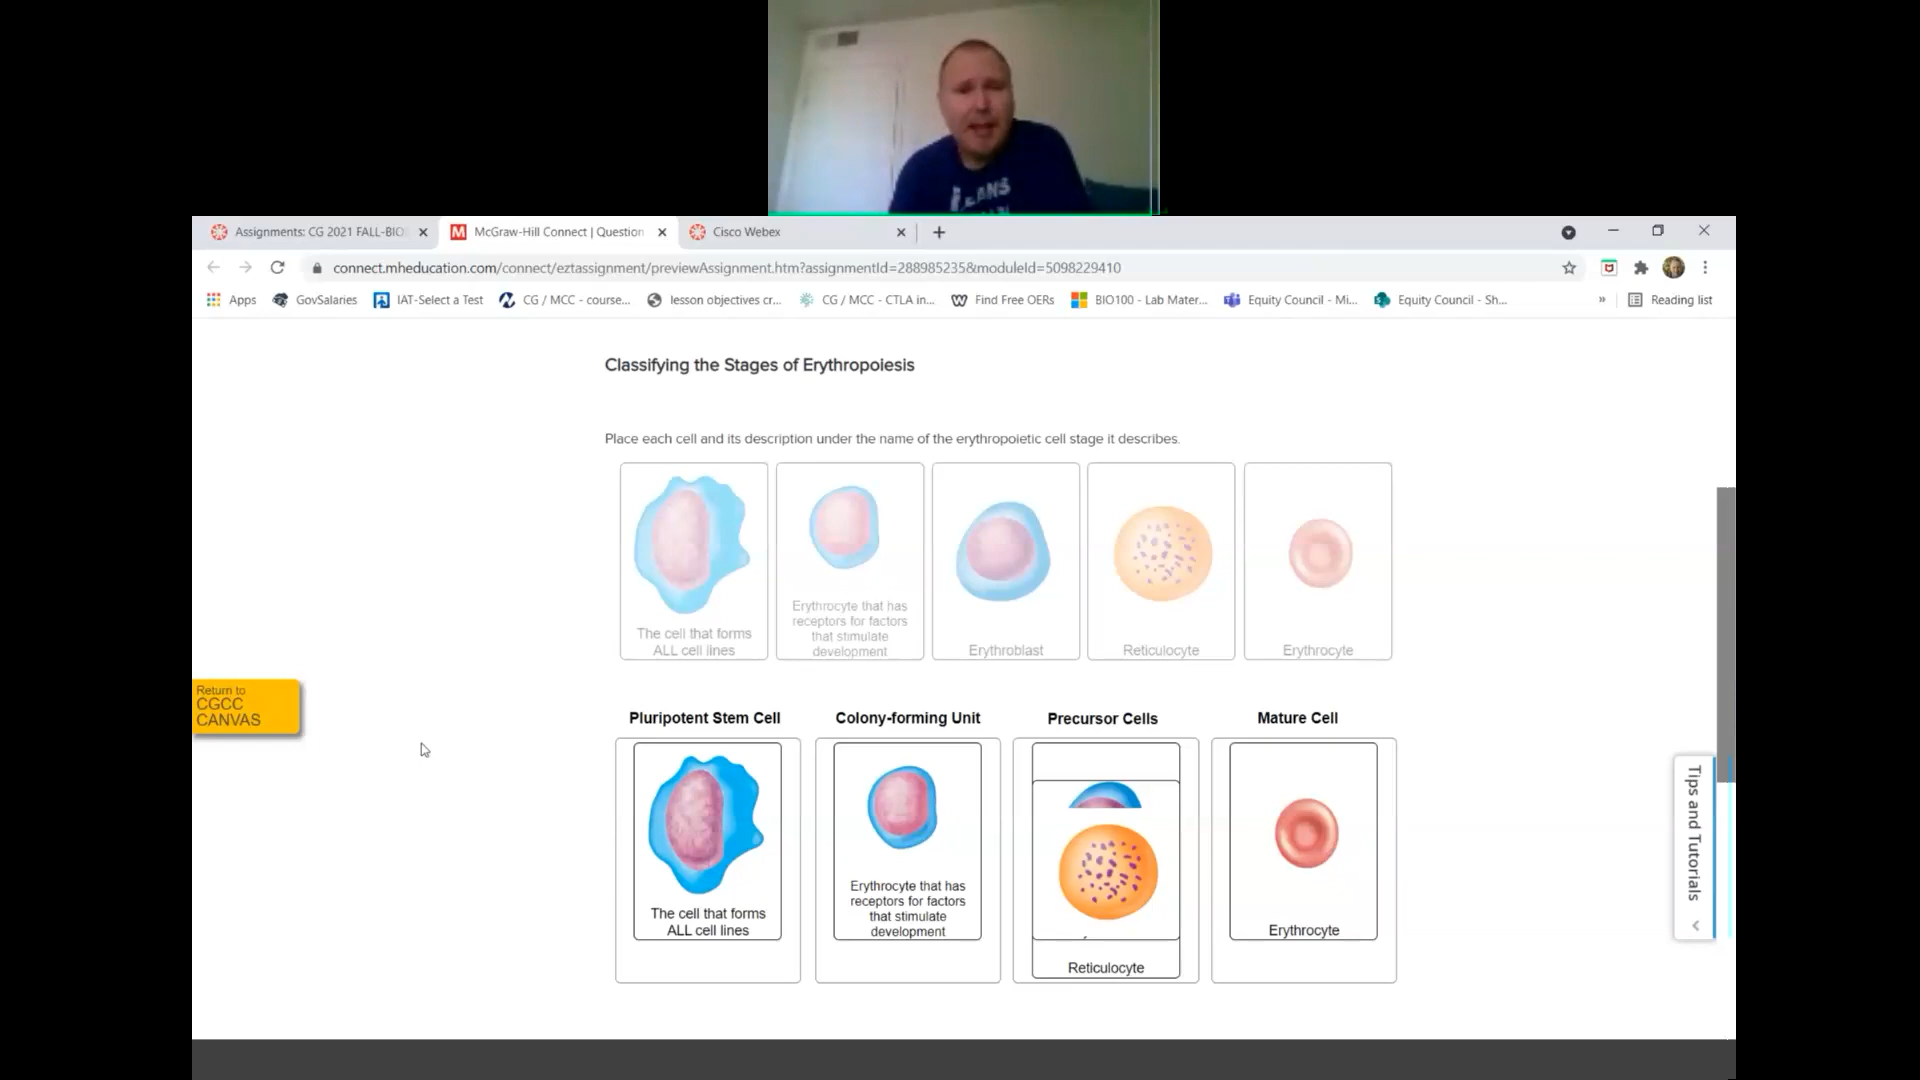 Assignments: CG 2021 FALL-BIO
McGraw-Hill Connect | Question
Cisco Webex
connect.mheducation.com/connect/eztassignment/previewAssignment.htm?assignmentId=288985235&moduleId=5098229410
Apps
GovSalaries
IAT-Select a Test
CG / MCC - course...
lesson objectives cr...
CG / MCC - CTLA in...
Find Free OERs
BIO100 - Lab Mater...
Equity Council - Mi...
Equity Council - Sh...
»
Reading list
Classifying the Stages of Erythropoiesis
Place each cell and its description under the name of the erythropoietic cell stage it describes.
The cell that forms
ALL cell lines
Erythrocyte that has
receptors for factors
that stimulate
development
Erythroblast
Reticulocyte
Erythrocyte
Return to
CGCC
CANVAS
Pluripotent Stem Cell
Colony-forming Unit
Precursor Cells
Mature Cell
The cell that forms
ALL cell lines
Erythrocyte that has
receptors for factors
that stimulate
development
Reticulocyte
Erythrocyte
Tips and Tutorials